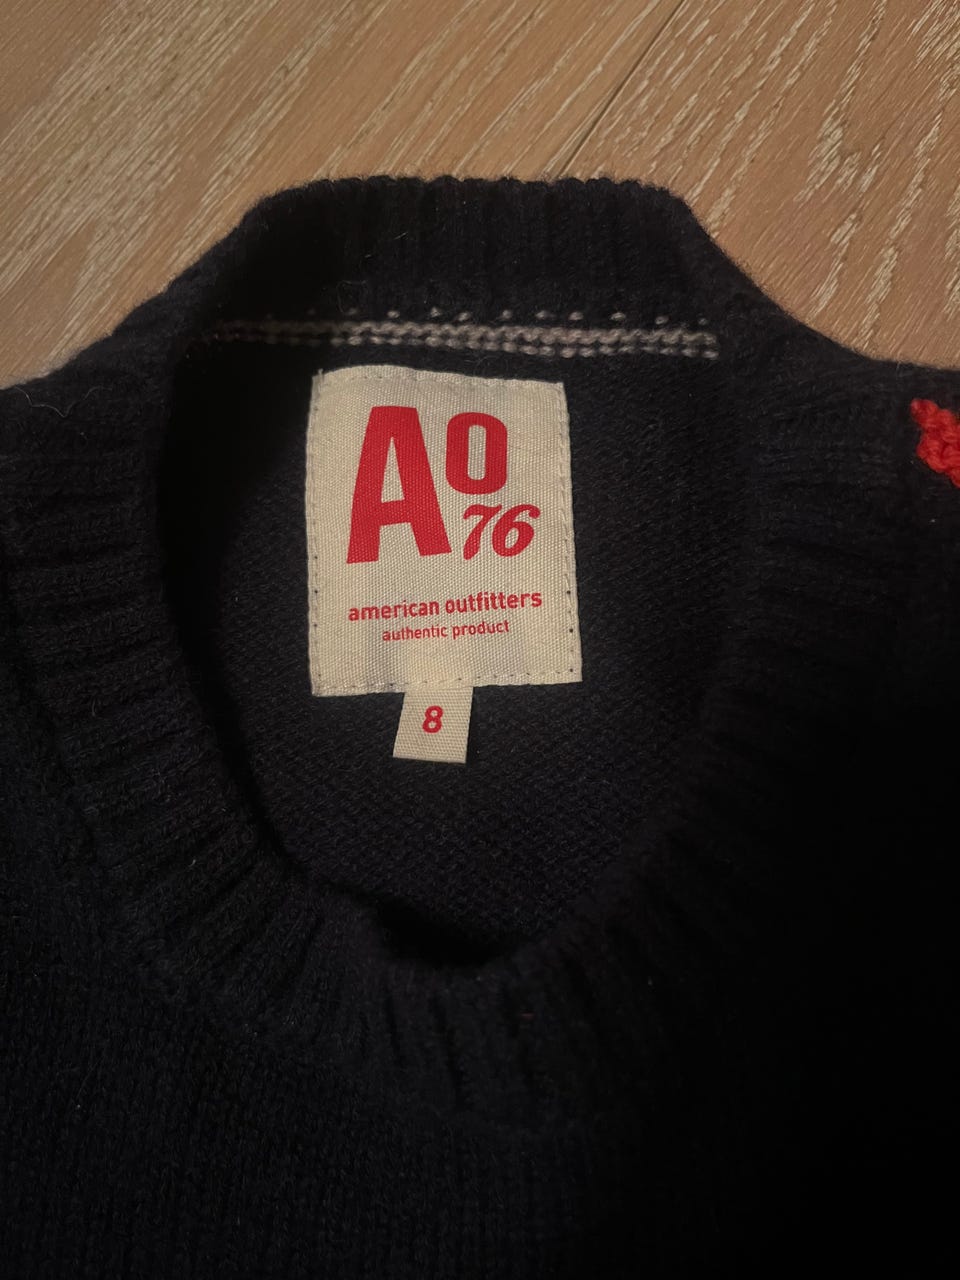 AO
76
american outfitters
authentic product
8